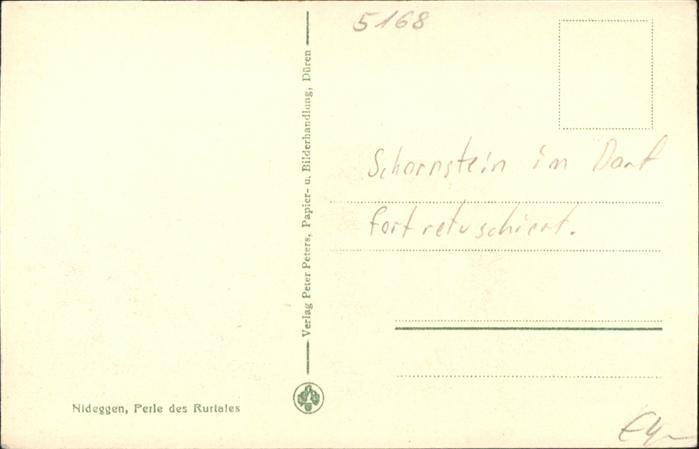 5168
Schornstein im Dorf
fortretuschiert.
Verlag Peter Peters, Papier- u. Bilderhandlung, Düren
Nideggen, Perle des Rurtales